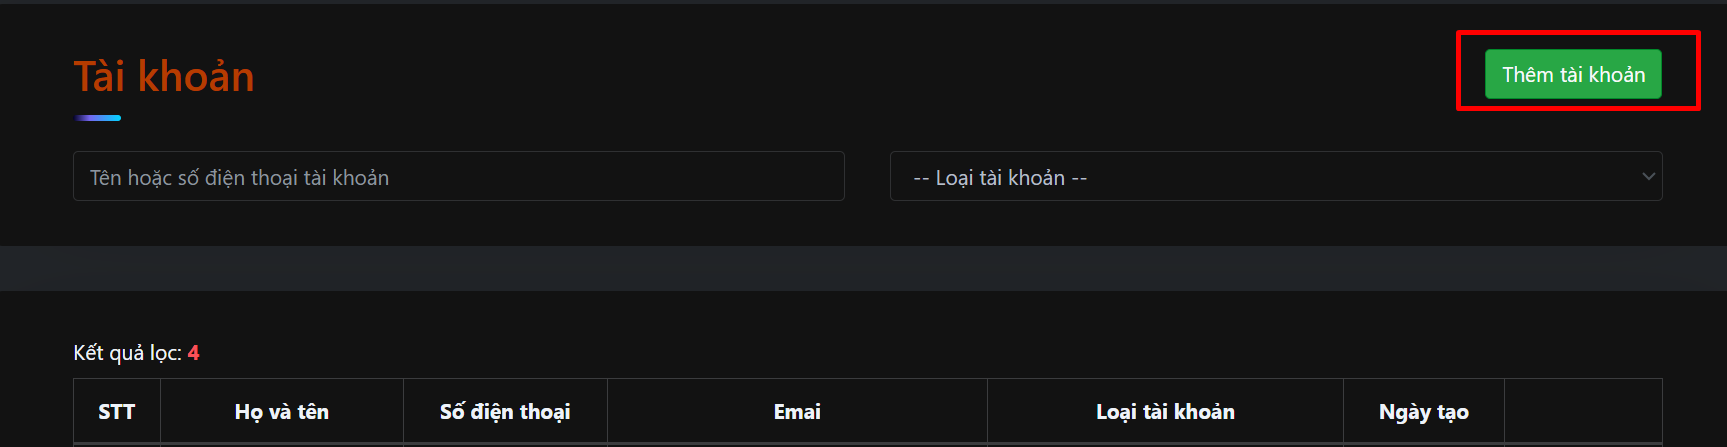 Tài khoản
Thêm tài khoản
Tên hoặc số điện thoại tài khoản
-- Loại tài khoản --
Kết quả lọc: 4
STT Họ và tên Số điện thoại Emai Loại tài khoản Ngày tạo